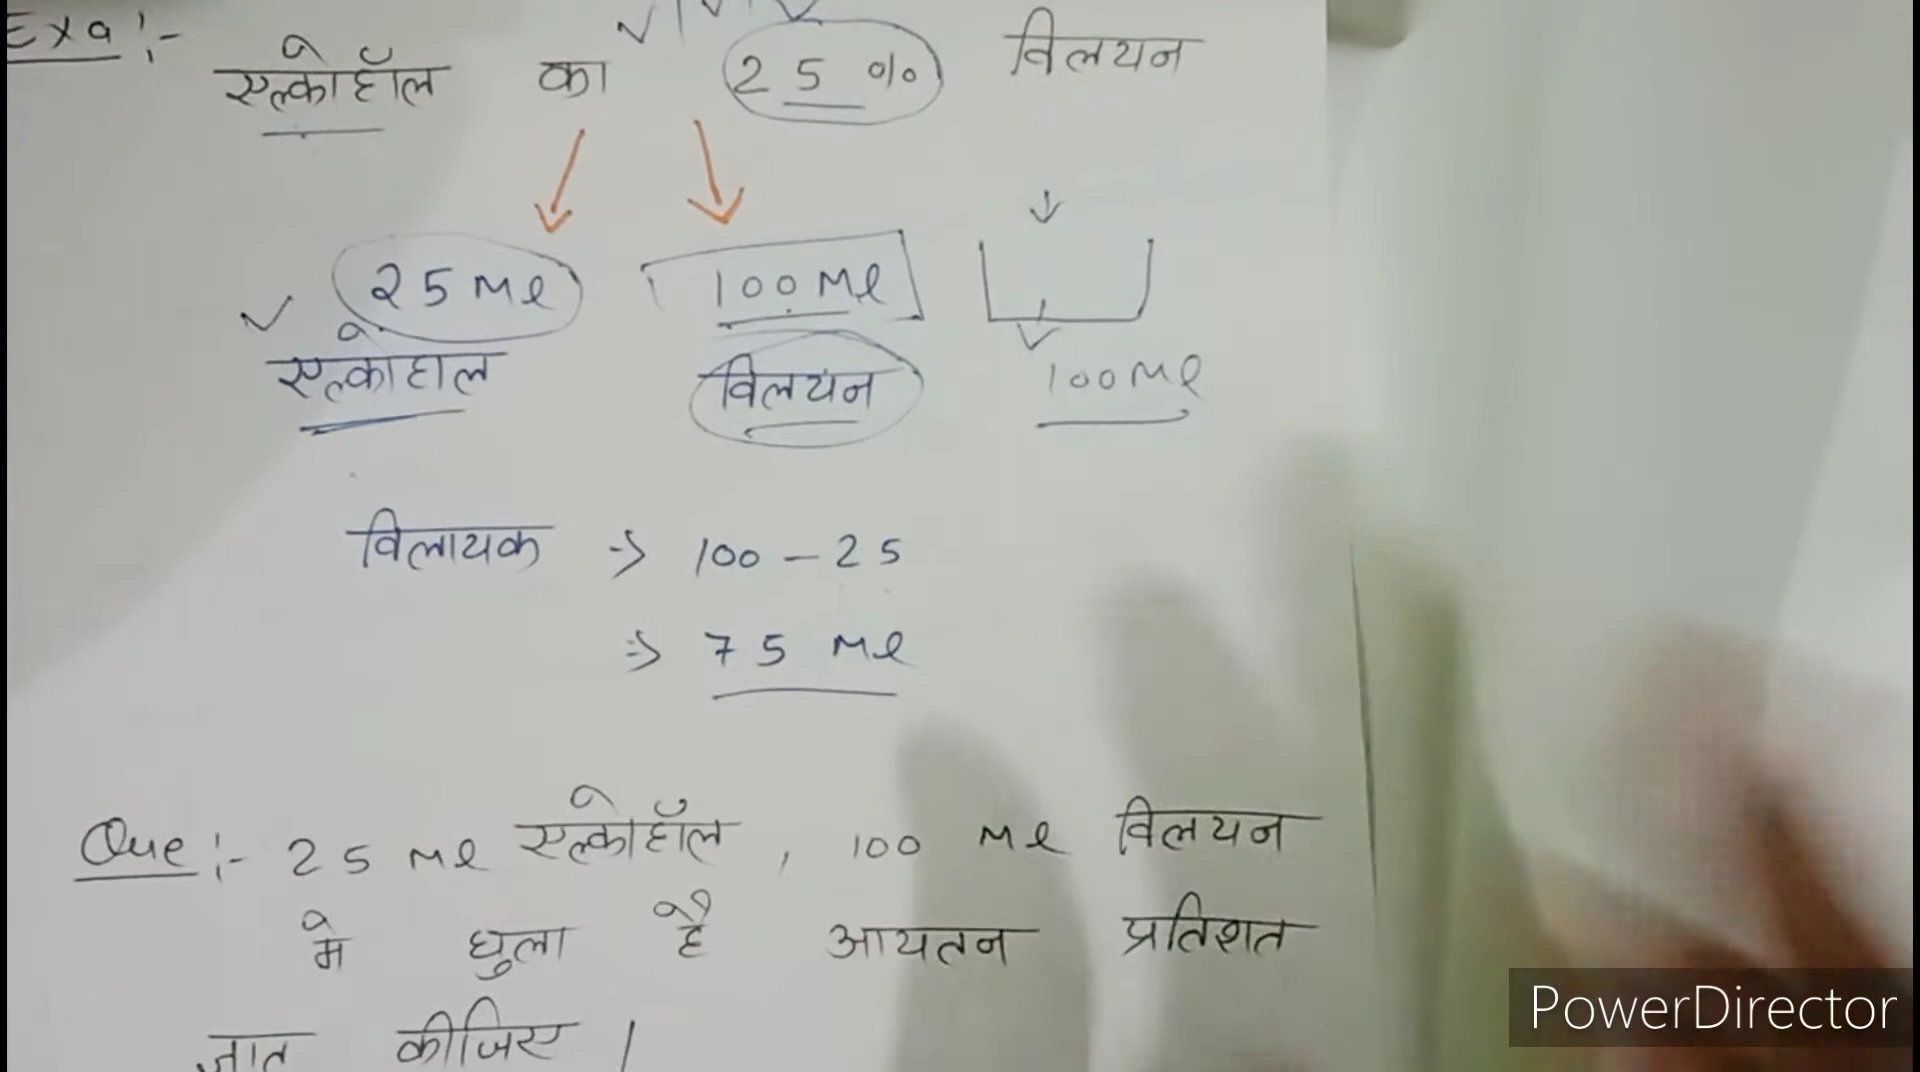 Exa :-
एल्कोहॉल का 25 % विलयन
25 Ml 100 Ml
एल्कोहाल विलयन 100 Ml
विलायक → 100 - 25
⇒ 75 Ml
Que :- 25 Ml एल्कोहॉल , 100 Ml विलयन
मे घुला है आयतन प्रतिशत
ज्ञात कीजिए |
PowerDirector